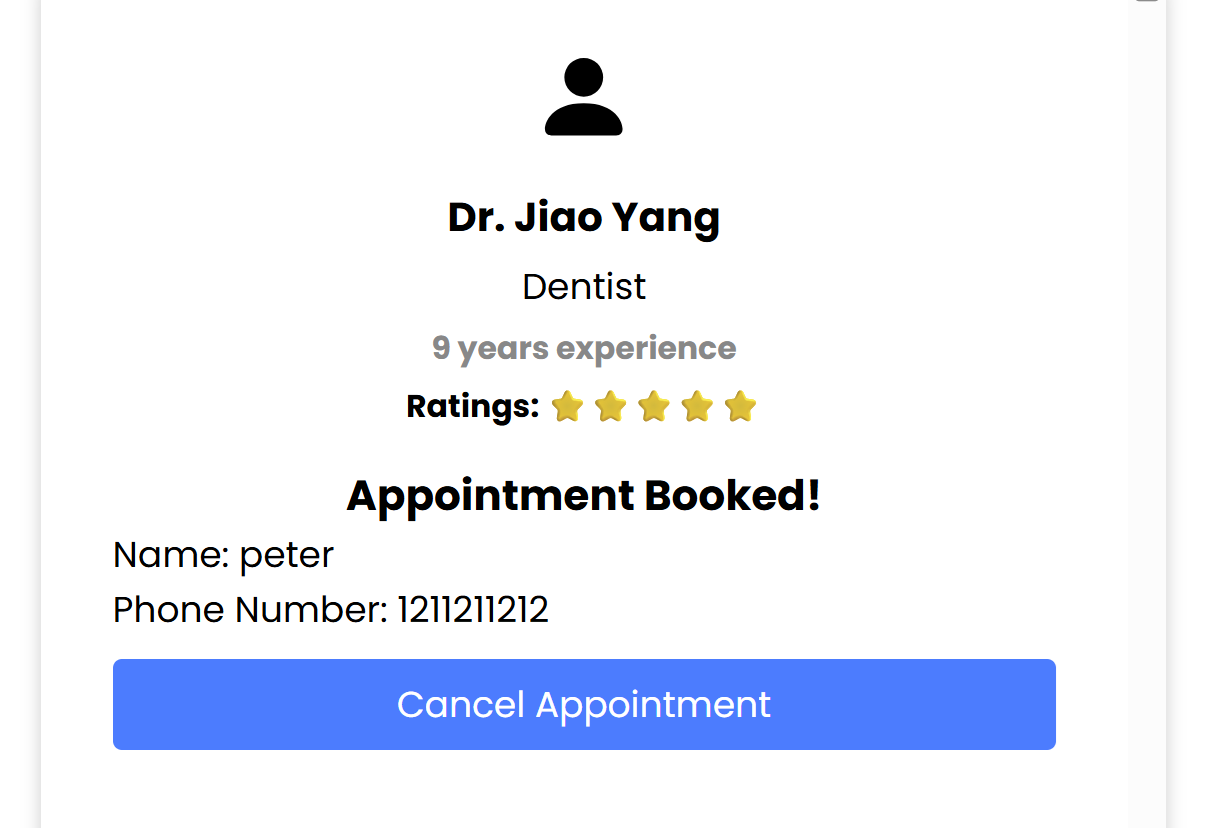 Dr. Jiao Yang
Dentist
9 years experience
Ratings: ⭐⭐⭐⭐⭐
Appointment Booked!
Name: peter
Phone Number: 1211211212
Cancel Appointment